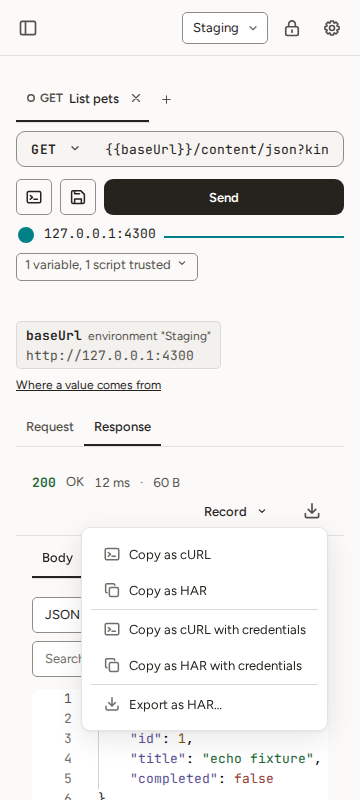 Staging
GET List pets
GET {{baseUrl}}/content/json?kin
Send
127.0.0.1:4300
1 variable, 1 script trusted
baseUrl environment "Staging"
http://127.0.0.1:4300
Where a value comes from
Request Response
200 OK 12 ms · 60 B
Record
Body
Copy as cURL
Copy as HAR
Copy as cURL with credentials
Copy as HAR with credentials
Export as HAR...
JSON
Search
1
2
3 "id": 1,
4 "title": "echo fixture",
5 "completed": false
6 }